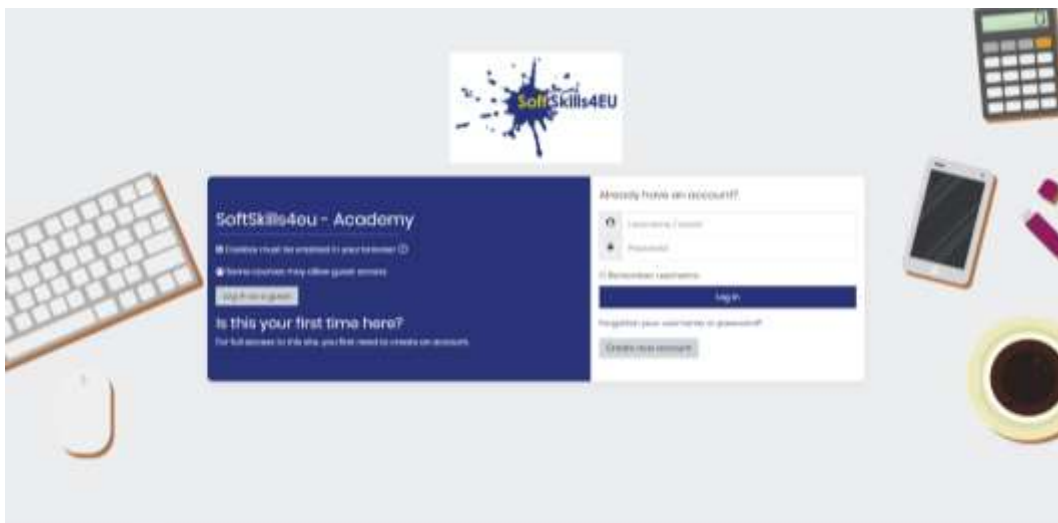 SoftSkills4EU
SoftSkills4eu - Academy
Cookies must be enabled in your browser
Some courses may allow guest access
Log in as a guest
Is this your first time here?
For full access to this site, you first need to create an account.
Already have an account?
Username / email
Password
Remember username
Log in
Forgotten your username or password?
Create new account
0